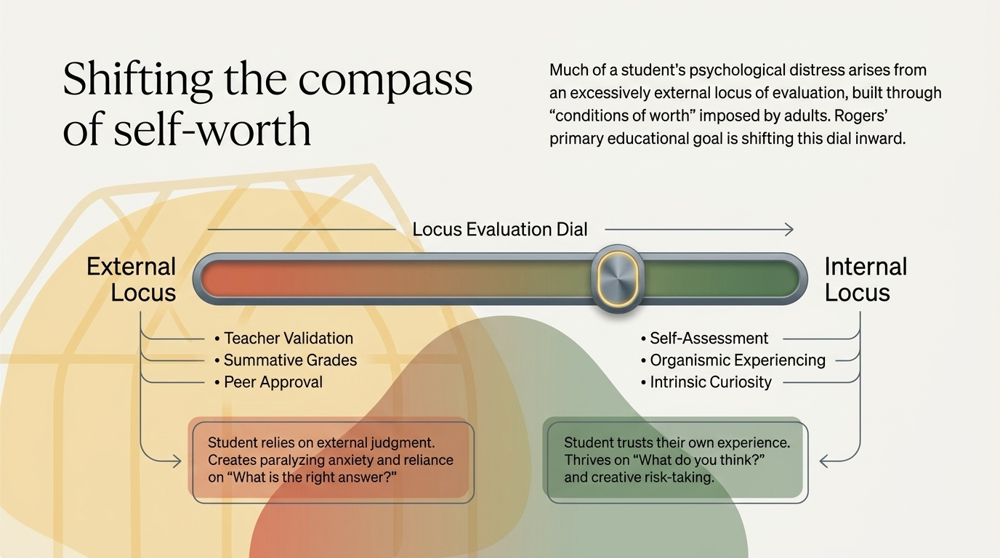 Shifting the compass
of self-worth
Much of a student’s psychological distress arises from
an excessively external locus of evaluation, built through
“conditions of worth” imposed by adults. Rogers’
primary educational goal is shifting this dial inward.
Locus Evaluation Dial
External
Locus
Internal
Locus
• Teacher Validation
• Summative Grades
• Peer Approval
• Self-Assessment
• Organismic Experiencing
• Intrinsic Curiosity
Student relies on external judgment.
Creates paralyzing anxiety and reliance
on “What is the right answer?”
Student trusts their own experience.
Thrives on “What do you think?”
and creative risk-taking.